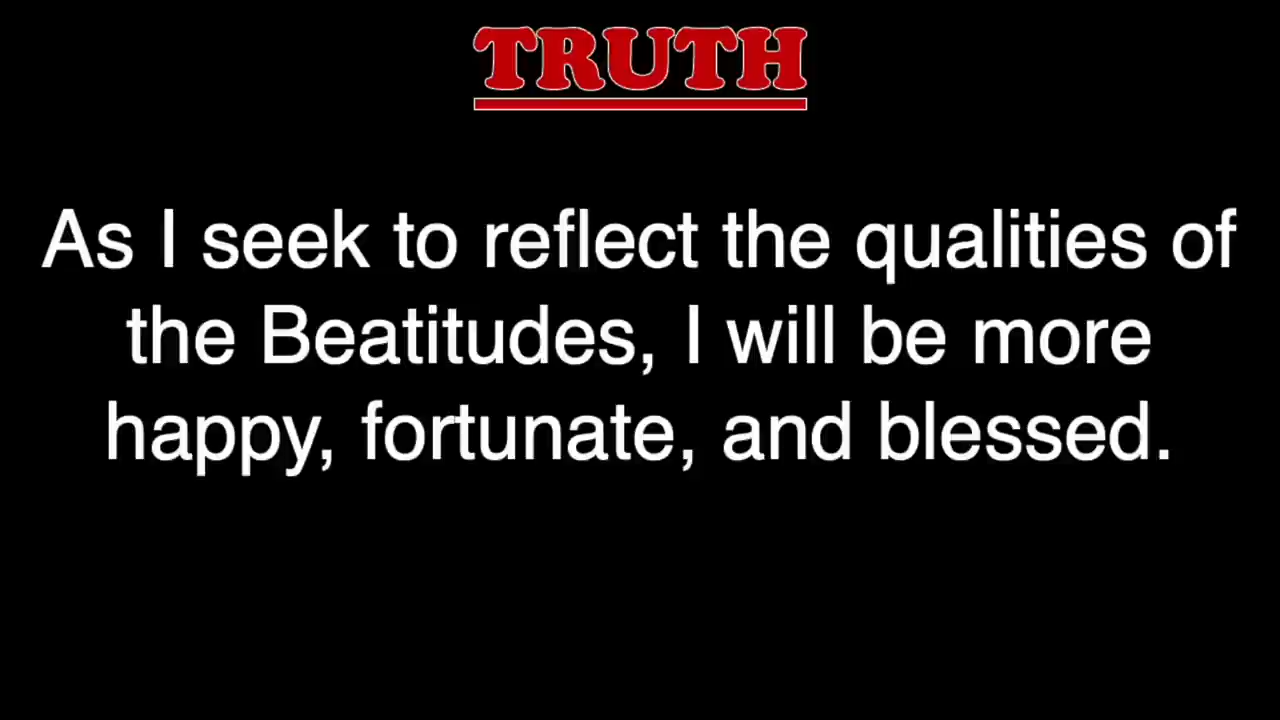 TRUTH
As I seek to reflect the qualities of
the Beatitudes, I will be more
happy, fortunate, and blessed.